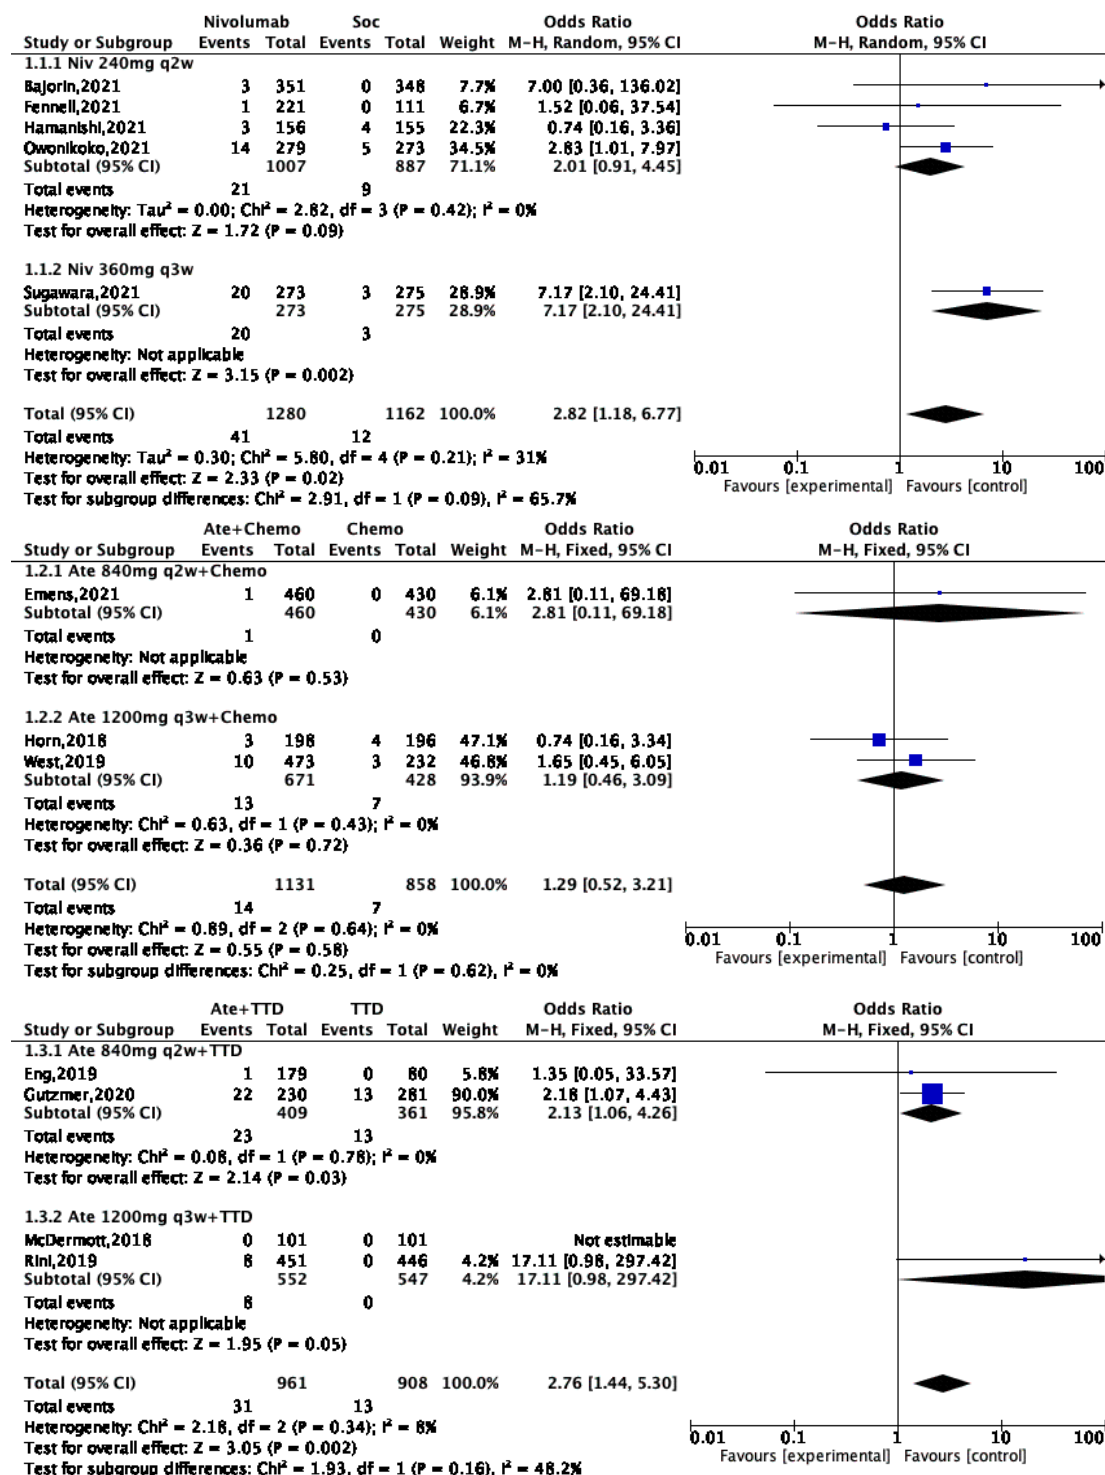 Nivolumab Soc Odds Ratio Odds Ratio
Study or Subgroup Events Total Events Total Weight M-H, Random, 95% CI M-H, Random, 95% CI
1.1.1 Niv 240mg q2w
Bajorin,2021 3 351 0 348 7.7% 7.00 [0.36, 136.02]
Fennell,2021 1 221 0 111 6.7% 1.52 [0.06, 37.54]
Hamanishi,2021 3 156 4 155 22.3% 0.74 [0.16, 3.36]
Owonikoko,2021 14 279 5 273 34.5% 2.83 [1.01, 7.97]
Subtotal (95% CI) 1007 887 71.1% 2.01 [0.91, 4.45]
Total events 21 9
Heterogeneity: Tau² = 0.00; Chi² = 2.82, df = 3 (P = 0.42); I² = 0%
Test for overall effect: Z = 1.72 (P = 0.09)
1.1.2 Niv 360mg q3w
Sugawara,2021 20 273 3 275 28.9% 7.17 [2.10, 24.41]
Subtotal (95% CI) 273 275 28.9% 7.17 [2.10, 24.41]
Total events 20 3
Heterogeneity: Not applicable
Test for overall effect: Z = 3.15 (P = 0.002)
Total (95% CI) 1280 1162 100.0% 2.82 [1.18, 6.77]
Total events 41 12
Heterogeneity: Tau² = 0.30; Chi² = 5.80, df = 4 (P = 0.21); I² = 31%
0.01 0.1 1 10 100
Test for overall effect: Z = 2.33 (P = 0.02)
Favours [experimental] Favours [control]
Test for subgroup differences: Chi² = 2.91, df = 1 (P = 0.09), I² = 65.7%
Ate+Chemo Chemo Odds Ratio Odds Ratio
Study or Subgroup Events Total Events Total Weight M-H, Fixed, 95% CI M-H, Fixed, 95% CI
1.2.1 Ate 840mg q2w+Chemo
Emens,2021 1 460 0 430 6.1% 2.81 [0.11, 69.18]
Subtotal (95% CI) 460 430 6.1% 2.81 [0.11, 69.18]
Total events 1 0
Heterogeneity: Not applicable
Test for overall effect: Z = 0.63 (P = 0.53)
1.2.2 Ate 1200mg q3w+Chemo
Horn,2018 3 198 4 196 47.1% 0.74 [0.16, 3.34]
West,2019 10 473 3 232 46.8% 1.65 [0.45, 6.05]
Subtotal (95% CI) 671 428 93.9% 1.19 [0.46, 3.09]
Total events 13 7
Heterogeneity: Chi² = 0.63, df = 1 (P = 0.43); I² = 0%
Test for overall effect: Z = 0.36 (P = 0.72)
Total (95% CI) 1131 858 100.0% 1.29 [0.52, 3.21]
Total events 14 7
Heterogeneity: Chi² = 0.89, df = 2 (P = 0.64); I² = 0%
0.01 0.1 1 10 100
Test for overall effect: Z = 0.55 (P = 0.58)
Favours [experimental] Favours [control]
Test for subgroup differences: Chi² = 0.25, df = 1 (P = 0.62), I² = 0%
Ate+TTD TTD Odds Ratio Odds Ratio
Study or Subgroup Events Total Events Total Weight M-H, Fixed, 95% CI M-H, Fixed, 95% CI
1.3.1 Ate 840mg q2w+TTD
Eng,2019 1 179 0 80 5.8% 1.35 [0.05, 33.57]
Gutzmer,2020 22 230 13 281 90.0% 2.18 [1.07, 4.43]
Subtotal (95% CI) 409 361 95.8% 2.13 [1.06, 4.26]
Total events 23 13
Heterogeneity: Chi² = 0.08, df = 1 (P = 0.78); I² = 0%
Test for overall effect: Z = 2.14 (P = 0.03)
1.3.2 Ate 1200mg q3w+TTD
McDermott,2018 0 101 0 101 Not estimable
Rini,2019 8 451 0 446 4.2% 17.11 [0.98, 297.42]
Subtotal (95% CI) 552 547 4.2% 17.11 [0.98, 297.42]
Total events 8 0
Heterogeneity: Not applicable
Test for overall effect: Z = 1.95 (P = 0.05)
Total (95% CI) 961 908 100.0% 2.76 [1.44, 5.30]
Total events 31 13
Heterogeneity: Chi² = 2.18, df = 2 (P = 0.34); I² = 8%
0.01 0.1 1 10 100
Test for overall effect: Z = 3.05 (P = 0.002)
Favours [experimental] Favours [control]
Test for subgroup differences: Chi² = 1.93, df = 1 (P = 0.16), I² = 48.2%